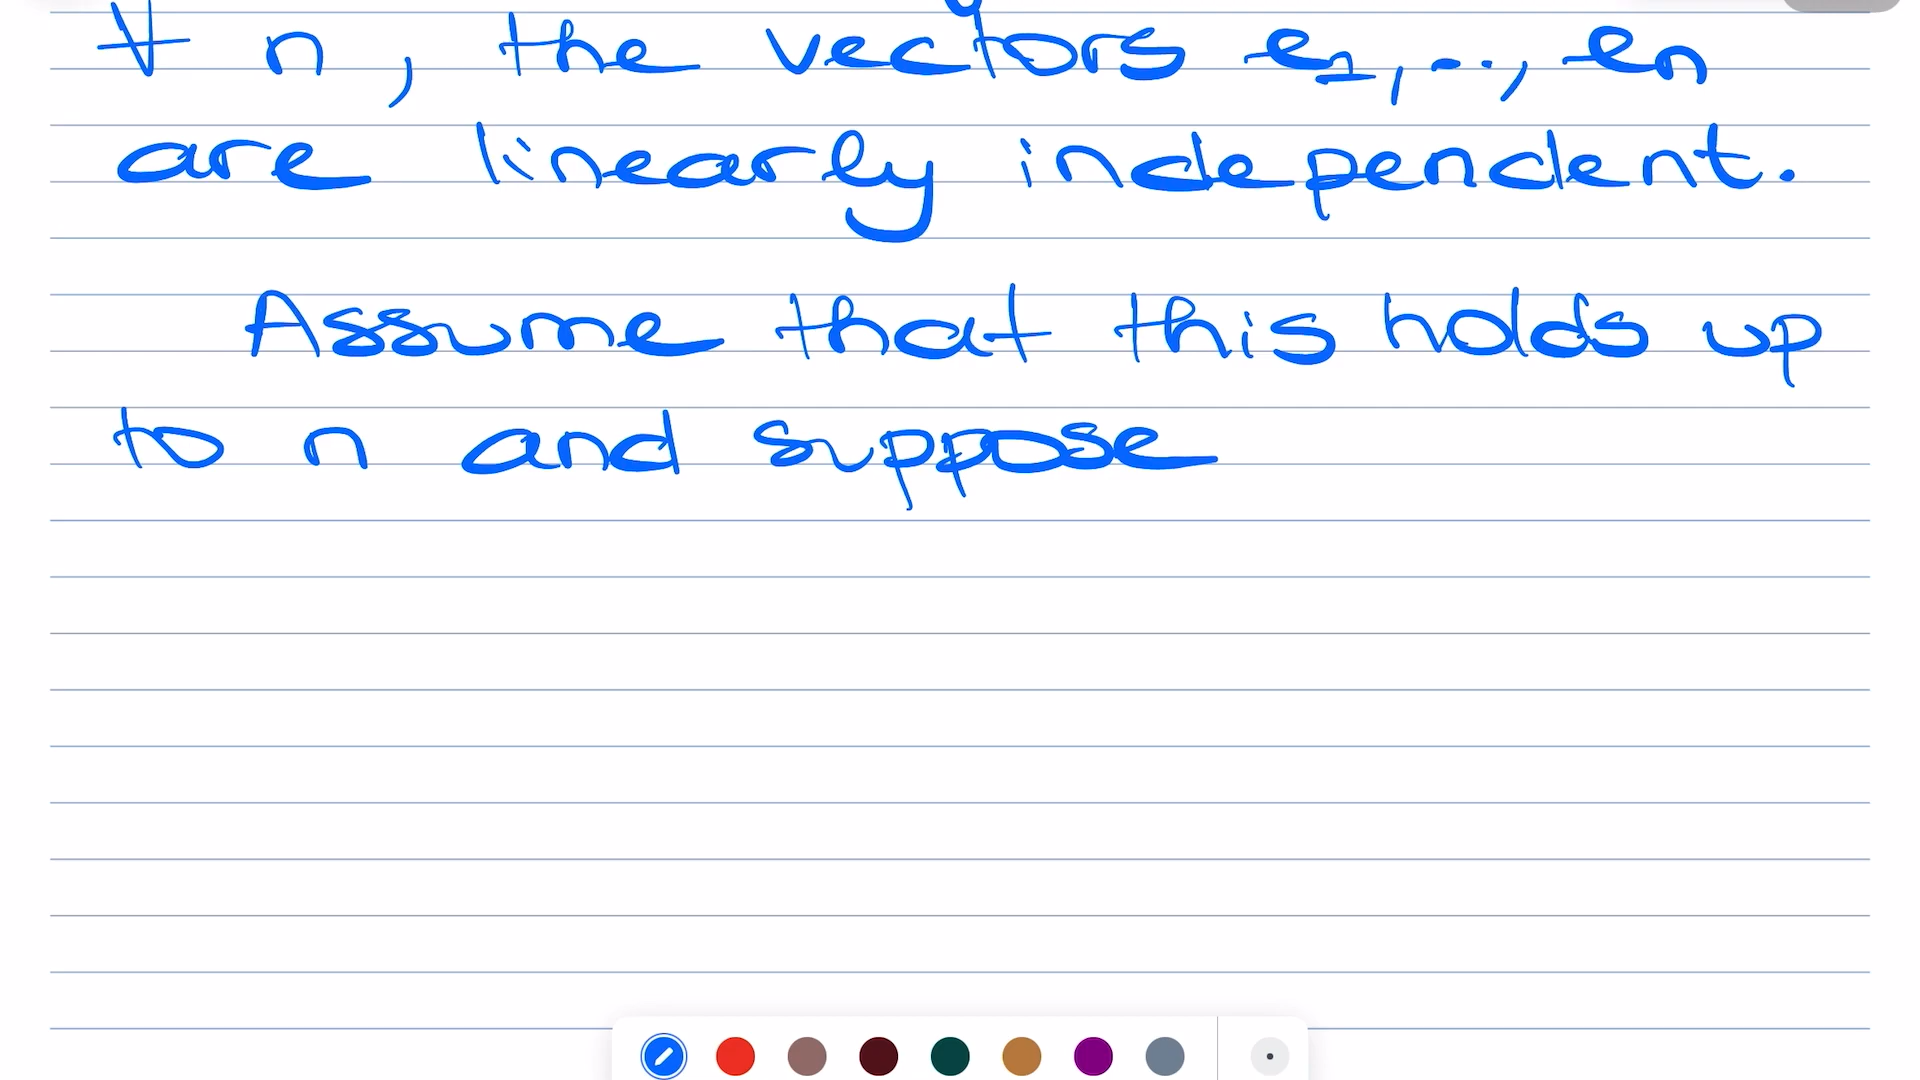 ∀ n, the vectors e₁,..., eₙ
are linearly independent.
Assume that this holds up
to n and suppose